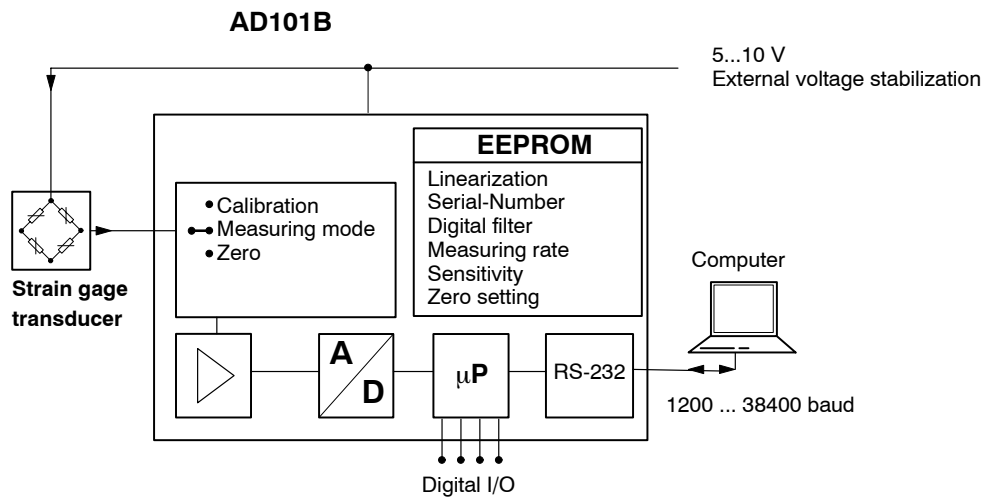 AD101B
5...10 V
External voltage stabilization
EEPROM
Linearization
Serial-Number
Digital filter
Measuring rate
Sensitivity
Zero setting
Calibration
Measuring mode
Zero
Strain gage
transducer
Computer
A
D
µP
RS-232
1200 ... 38400 baud
Digital I/O